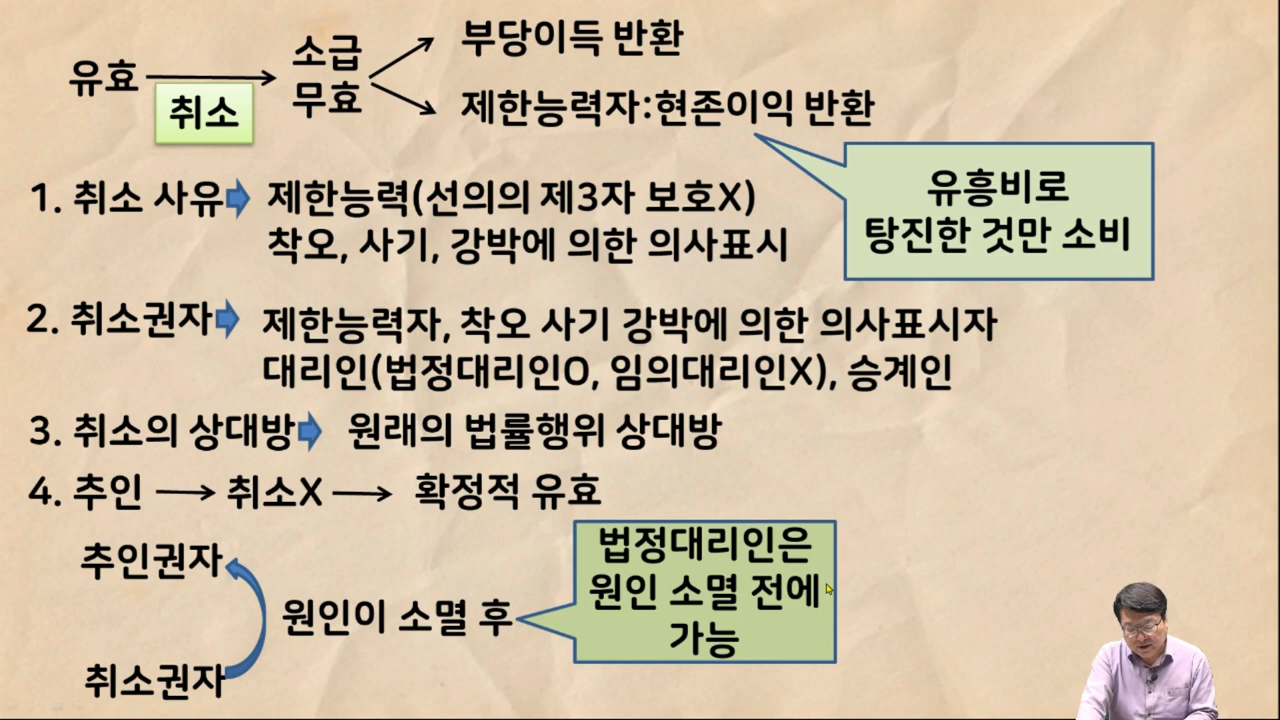 유효 → 소급
무효
취소
부당이득 반환
제한능력자:현존이익 반환
유흥비로
탕진한 것만 소비
1. 취소 사유 제한능력(선의의 제3자 보호X)
착오, 사기, 강박에 의한 의사표시
2. 취소권자 제한능력자, 착오 사기 강박에 의한 의사표시자
대리인(법정대리인O, 임의대리인X), 승계인
3. 취소의 상대방 원래의 법률행위 상대방
4. 추인 → 취소X → 확정적 유효
추인권자
원인이 소멸 후
취소권자
법정대리인은
원인 소멸 전에
가능